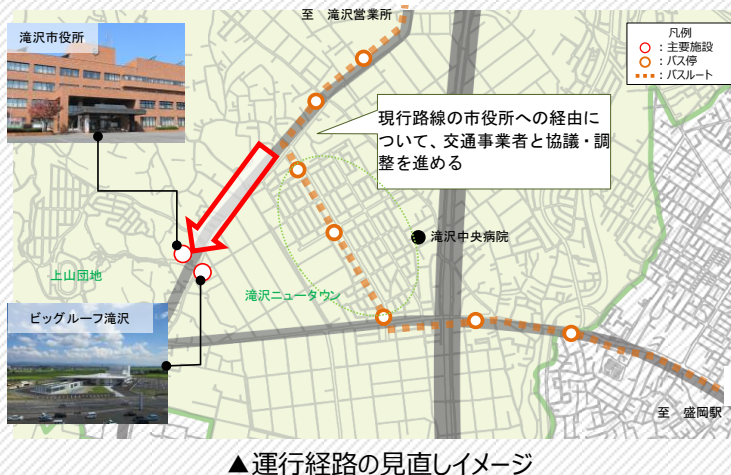 至　滝沢営業所
滝沢市役所
凡例
：主要施設
：バス停
：バスルート
現行路線の市役所への経由に
ついて、交通事業者と協議・調
整を進める
滝沢中央病院
上山団地
滝沢ニュータウン
ビッグルーフ滝沢
至　盛岡駅
▲運行経路の見直しイメージ